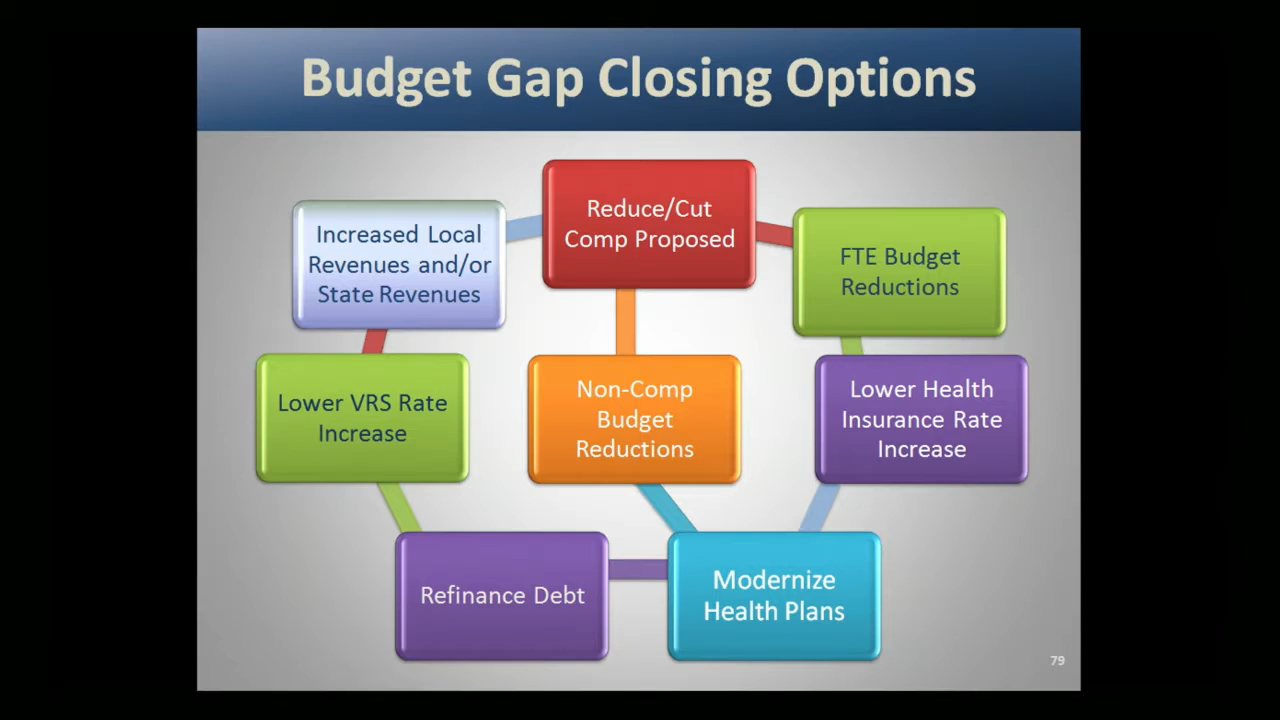 Budget Gap Closing Options
Reduce/Cut
Comp Proposed
Increased Local
Revenues and/or
State Revenues
FTE Budget
Reductions
Lower VRS Rate
Increase
Non-Comp
Budget
Reductions
Lower Health
Insurance Rate
Increase
Refinance Debt
Modernize
Health Plans
79